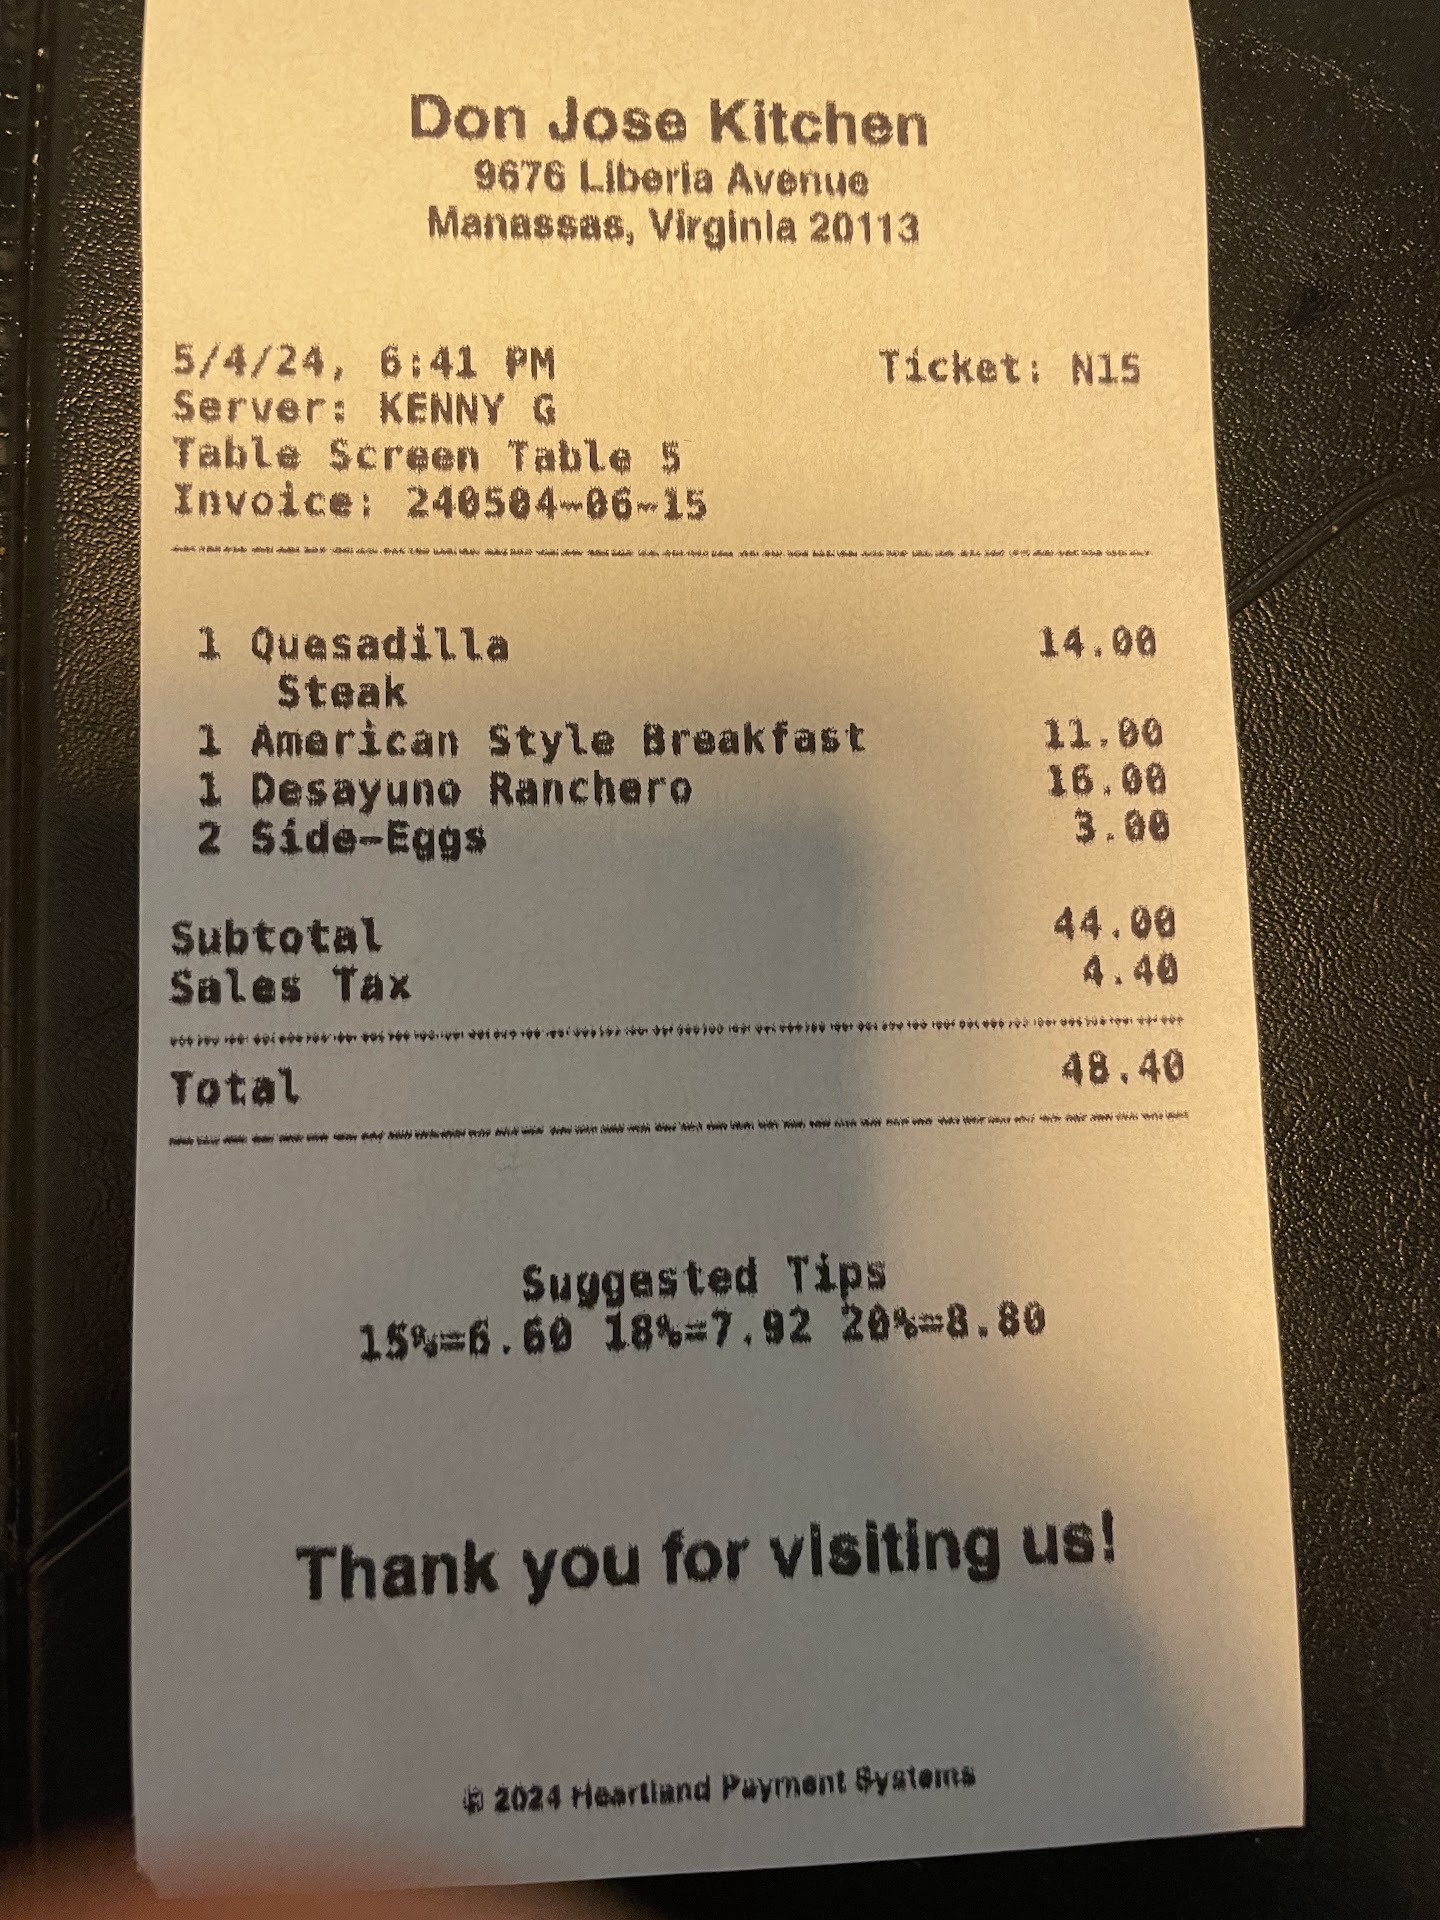 Don Jose Kitchen
9676 Liberia Avenue
Manassas, Virginia 20113
5/4/24, 6:41 PM Ticket: N15
Server: KENNY G
Table Screen Table 5
Invoice: 240504-06-15
1 Quesadilla 14.00
Steak
1 American Style Breakfast 11.00
1 Desayuno Ranchero 16.00
2 Side-Eggs 3.00
Subtotal 44.00
Sales Tax 4.40
Total 48.40
Suggested Tips
15%=6.60 18%=7.92 20%=8.80
Thank you for visiting us!
© 2024 Heartland Payment Systems